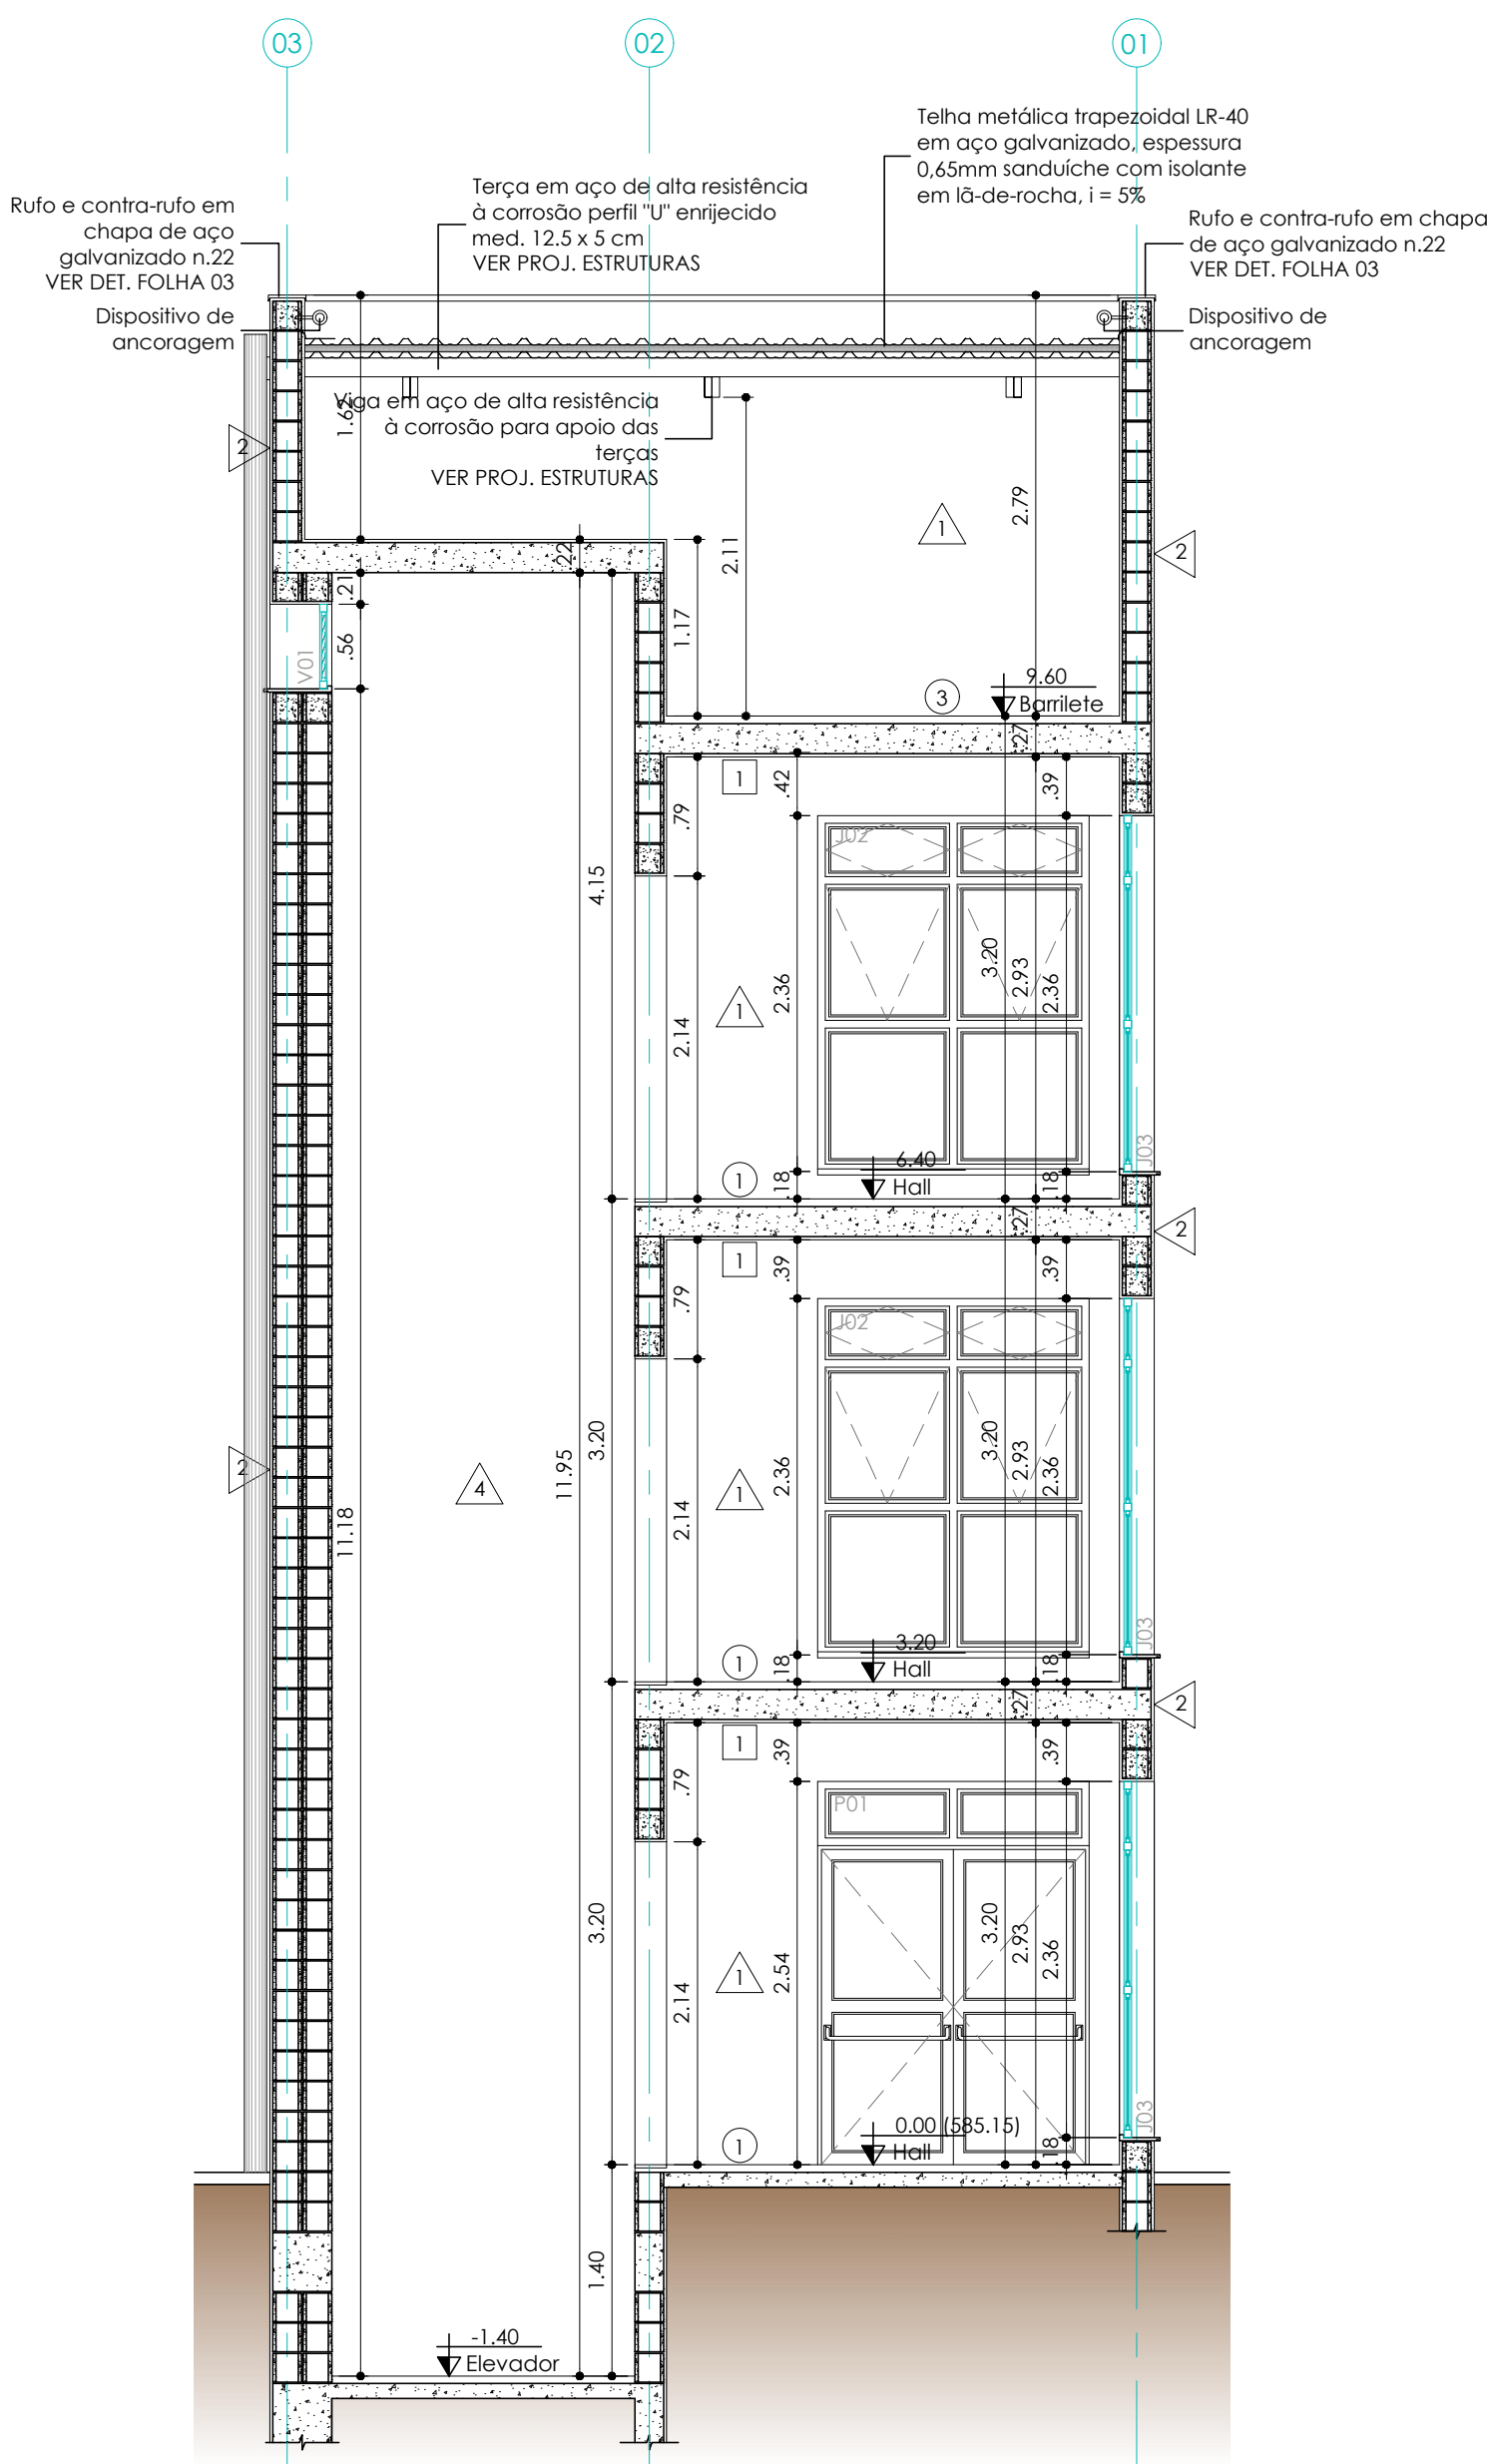 03
02
01
Telha metálica trapezoidal LR-40
em aço galvanizado, espessura
0,65mm sanduíche com isolante
em lã-de-rocha, i = 5%
Terça em aço de alta resistência
à corrosão perfil "U" enrijecido
med. 12.5 x 5 cm
VER PROJ. ESTRUTURAS
Rufo e contra-rufo em
chapa de aço
galvanizado n.22
VER DET. FOLHA 03
Rufo e contra-rufo em chapa
de aço galvanizado n.22
VER DET. FOLHA 03
Dispositivo de
ancoragem
Dispositivo de
ancoragem
Viga em aço de alta resistência
à corrosão para apoio das
terças
VER PROJ. ESTRUTURAS
1.62
2
2.79
2.11
1
2
.22
.21
1.17
.56
V01
3
9.60
Barrilete
.27
1
.42
.39
.79
J02
4.15
3.20
2.93
2.36
2.36
1
2.14
J03
1
.18
6.40
Hall
.18
.27
2
1
.39
.39
.79
J02
3.20
11.95
3.20
2.93
2.36
2.36
2
4
1
2.14
11.18
J03
1
.18
3.20
Hall
.18
.27
2
1
.39
.39
.79
P01
3.20
3.20
2.93
2.36
2.54
1
2.14
J03
1
0.00 (585.15)
Hall
.18
1.40
-1.40
Elevador